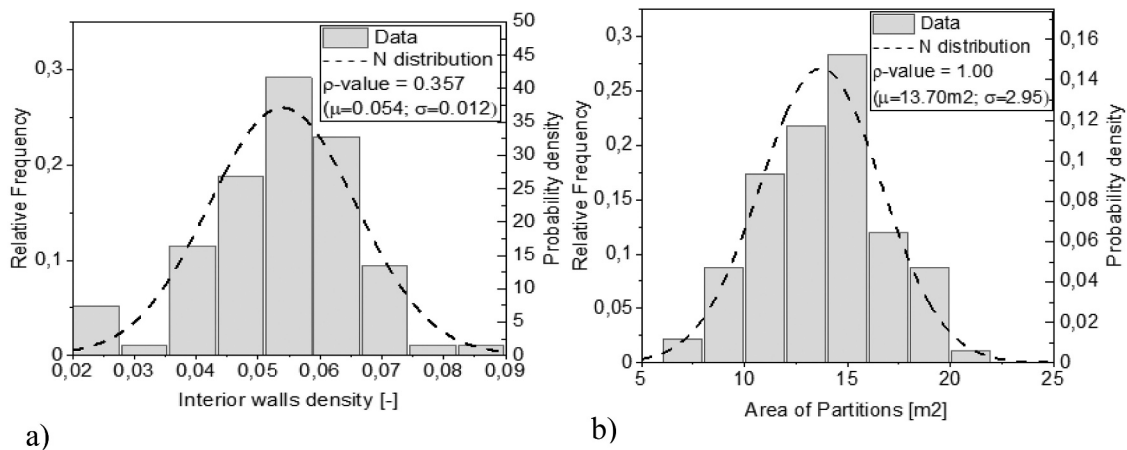 Data
N distribution
ρ-value = 0.357
(μ=0.054; σ=0.012)
Relative Frequency
0,3
0,2
0,1
0
50
45
40
35
30
25
20
15
10
5
0
Probability density
0,02 0,03 0,04 0,05 0,06 0,07 0,08 0,09
Interior walls density [-]
a)
Data
N distribution
ρ-value = 1.00
(μ=13.70m2; σ=2.95)
Relative Frequency
0,3
0,25
0,2
0,15
0,1
0,05
0
0,16
0,14
0,12
0,1
0,08
0,06
0,04
0,02
0
Probability density
5 10 15 20 25
Area of Partitions [m2]
b)